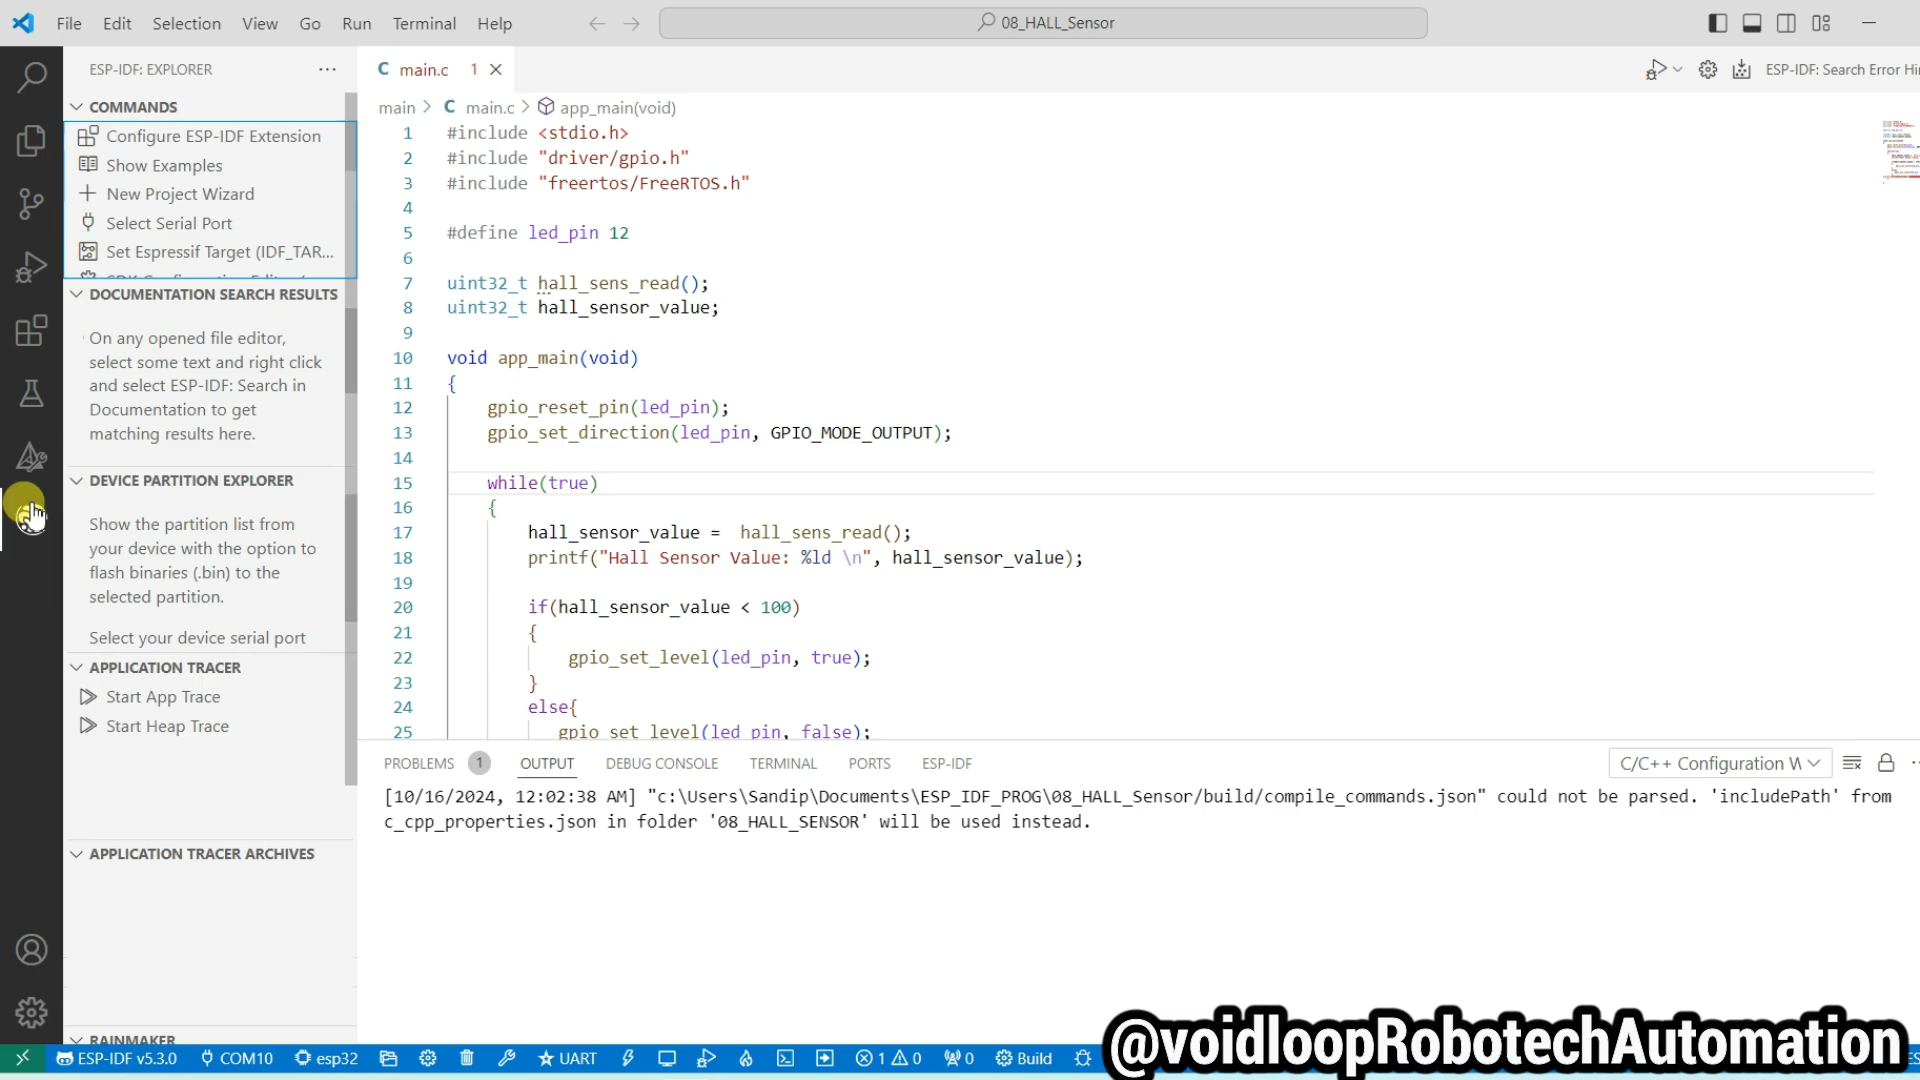 File Edit Selection View Go Run Terminal Help
08_HALL_Sensor
ESP-IDF: EXPLORER
COMMANDS
Configure ESP-IDF Extension
Show Examples
New Project Wizard
Select Serial Port
Set Espressif Target (IDF_TAR...
DOCUMENTATION SEARCH RESULTS
On any opened file editor,
select some text and right click
and select ESP-IDF: Search in
Documentation to get
matching results here.
DEVICE PARTITION EXPLORER
Show the partition list from
your device with the option to
flash binaries (.bin) to the
selected partition.
Select your device serial port
APPLICATION TRACER
Start App Trace
Start Heap Trace
APPLICATION TRACER ARCHIVES
RAINMAKER
C main.c 1
ESP-IDF: Search Error Hi
main > C main.c > app_main(void)
1 #include <stdio.h>
2 #include "driver/gpio.h"
3 #include "freertos/FreeRTOS.h"
4
5 #define led_pin 12
6
7 uint32_t hall_sens_read();
8 uint32_t hall_sensor_value;
9
10 void app_main(void)
11 {
12 gpio_reset_pin(led_pin);
13 gpio_set_direction(led_pin, GPIO_MODE_OUTPUT);
14
15 while(true)
16 {
17 hall_sensor_value = hall_sens_read();
18 printf("Hall Sensor Value: %ld \n", hall_sensor_value);
19
20 if(hall_sensor_value < 100)
21 {
22 gpio_set_level(led_pin, true);
23 }
24 else{
25 gpio_set_level(led_pin, false);
PROBLEMS 1 OUTPUT DEBUG CONSOLE TERMINAL PORTS ESP-IDF
C/C++ Configuration W
[10/16/2024, 12:02:38 AM] "c:\Users\Sandip\Documents\ESP_IDF_PROG\08_HALL_Sensor/build/compile_commands.json" could not be parsed. 'includePath' from
c_cpp_properties.json in folder '08_HALL_SENSOR' will be used instead.
@voidloopRobotechAutomation
ESP-IDF v5.3.0 COM10 esp32 UART 1 0 0 Build